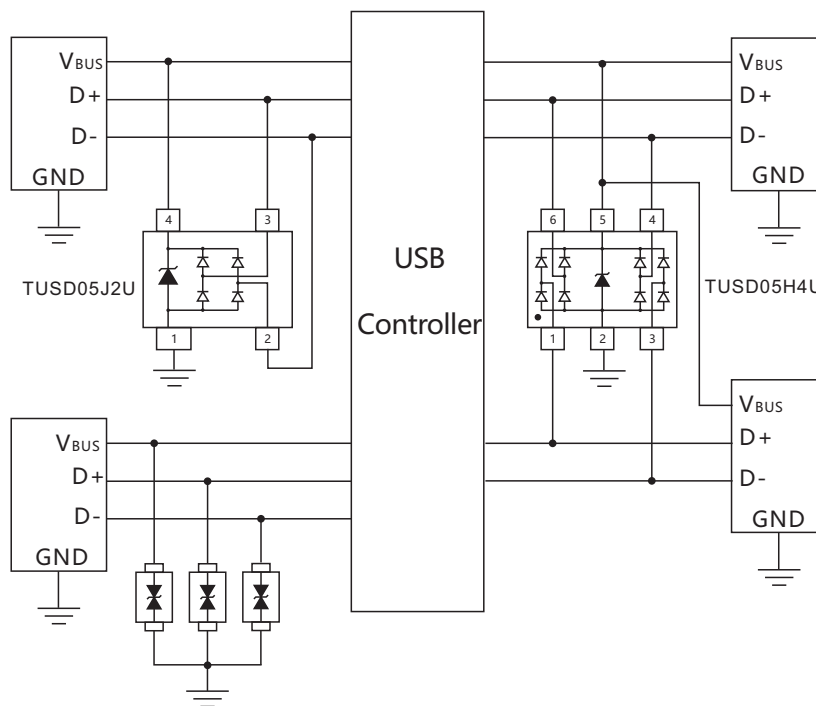 VBUS
D+
D-
GND
4
3
TUSD05J2U
1
2
VBUS
D+
D-
GND
USB
Controller
VBUS
D+
D-
GND
6
5
4
TUSD05H4U
1
2
3
VBUS
D+
D-
GND